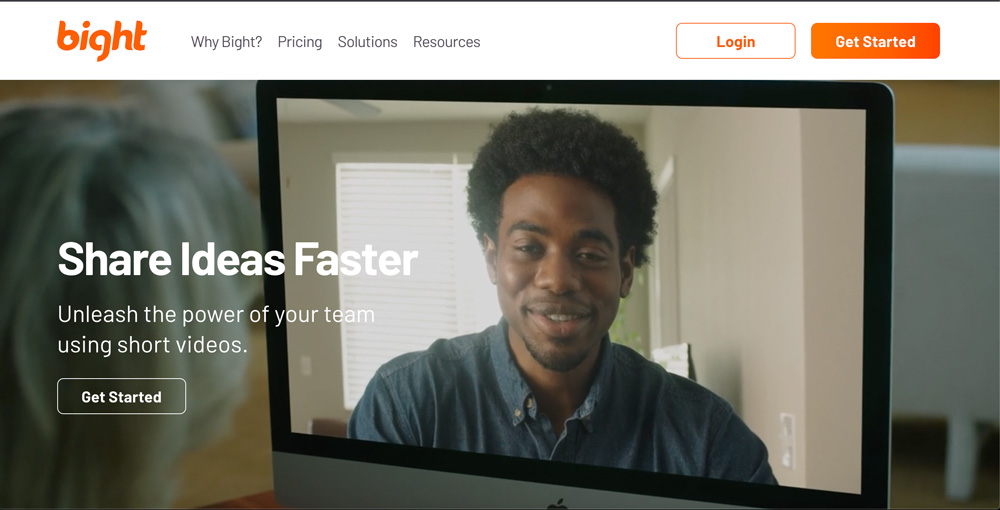 bight
Why Bight? Pricing Solutions Resources Login Get Started
Share Ideas Faster
Unleash the power of your team
using short videos.
Get Started